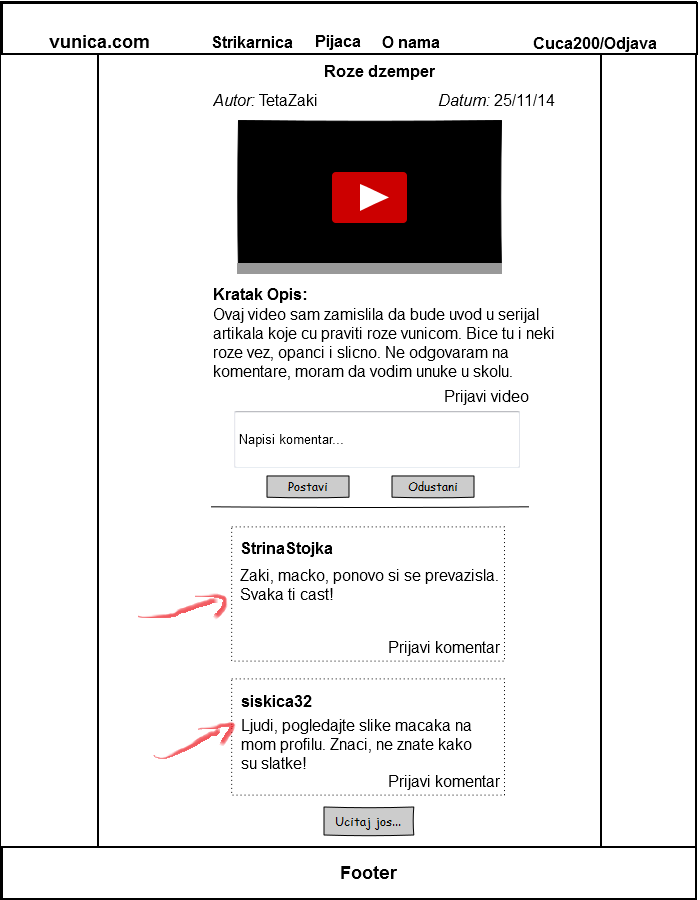 vunica.com Strikarnica Pijaca O nama Cuca200/Odjava
Roze dzemper
Autor: TetaZaki Datum: 25/11/14
Kratak Opis:
Ovaj video sam zamislila da bude uvod u serijal
artikala koje cu praviti roze vunicom. Bice tu i neki
roze vez, opanci i slicno. Ne odgovaram na
komentare, moram da vodim unuke u skolu.
Prijavi video
Napisi komentar...
Postavi Odustani
StrinaStojka
Zaki, macko, ponovo si se prevazisla.
Svaka ti cast!
Prijavi komentar
siskica32
Ljudi, pogledajte slike macaka na
mom profilu. Znaci, ne znate kako
su slatke!
Prijavi komentar
Ucitaj jos...
Footer